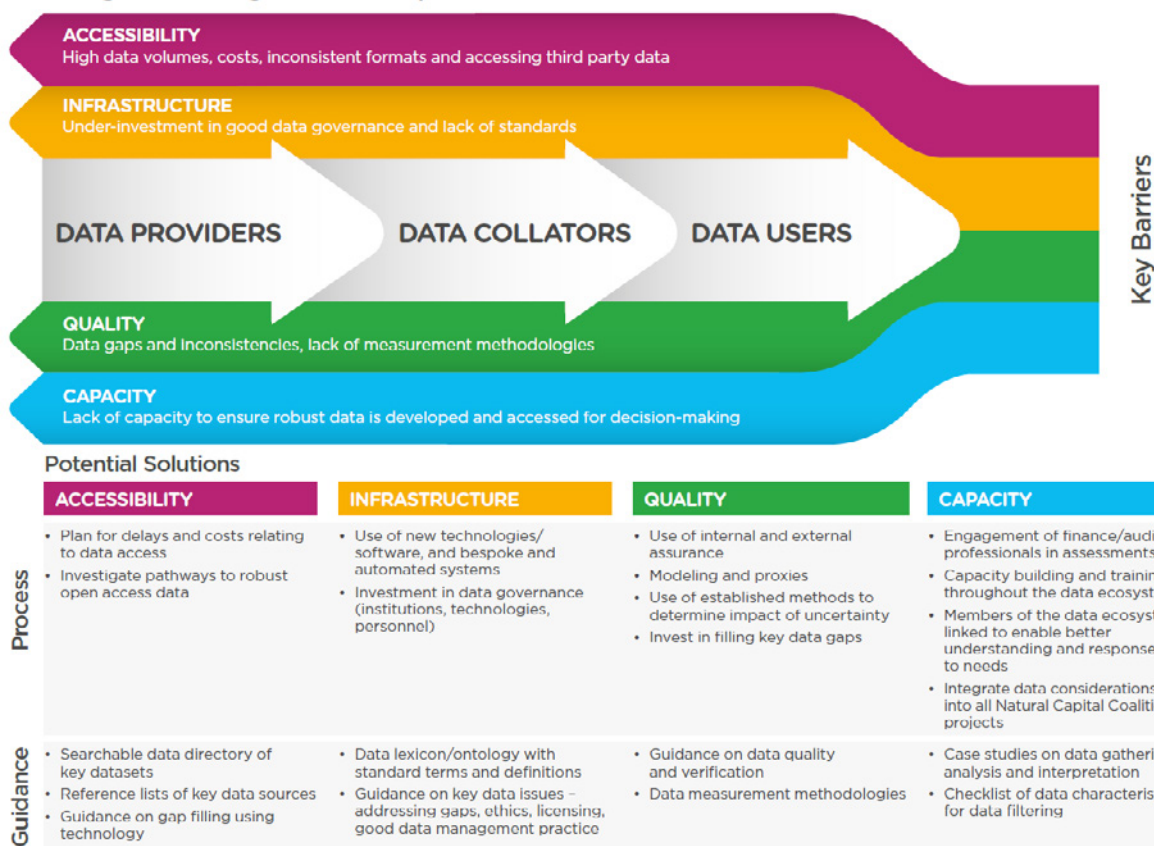 ACCESSIBILITY
High data volumes, costs, inconsistent formats and accessing third party data
INFRASTRUCTURE
Under-investment in good data governance and lack of standards
DATA PROVIDERS
DATA COLLATORS
DATA USERS
Key Barriers
QUALITY
Data gaps and inconsistencies, lack of measurement methodologies
CAPACITY
Lack of capacity to ensure robust data is developed and accessed for decision-making
Potential Solutions
ACCESSIBILITY
INFRASTRUCTURE
QUALITY
CAPACITY
Process
• Plan for delays and costs relating
to data access
• Investigate pathways to robust
open access data
• Use of new technologies/
software, and bespoke and
automated systems
• Investment in data governance
(institutions, technologies,
personnel)
• Use of internal and external
assurance
• Modeling and proxies
• Use of established methods to
determine impact of uncertainty
• Invest in filling key data gaps
• Engagement of finance/audi
professionals in assessments
• Capacity building and trainin
throughout the data ecosyst
• Members of the data ecosyst
linked to enable better
understanding and response
to needs
• Integrate data considerations
into all Natural Capital Coaliti
projects
Guidance
• Searchable data directory of
key datasets
• Reference lists of key data sources
• Guidance on gap filling using
technology
• Data lexicon/ontology with
standard terms and definitions
• Guidance on key data issues –
addressing gaps, ethics, licensing,
good data management practice
• Guidance on data quality
and verification
• Data measurement methodologies
• Case studies on data gatheri
analysis and interpretation
• Checklist of data characteris
for data filtering